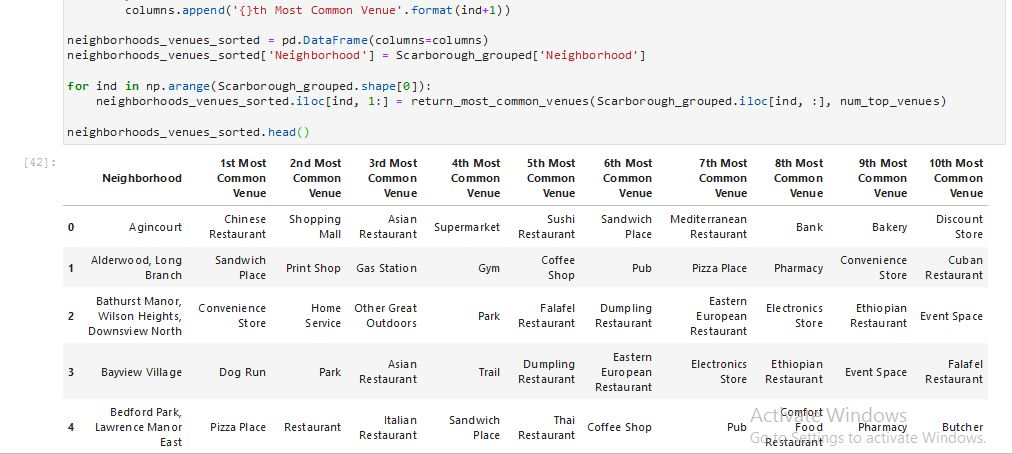 columns.append('{}th Most Common Venue'.format(ind+1))
neighborhoods_venues_sorted = pd.DataFrame(columns=columns)
neighborhoods_venues_sorted['Neighborhood'] = Scarborough_grouped['Neighborhood']
for ind in np.arange(Scarborough_grouped.shape[0]):
neighborhoods_venues_sorted.iloc[ind, 1:] = return_most_common_venues(Scarborough_grouped.iloc[ind, :], num_top_venues)
neighborhoods_venues_sorted.head()
[42]:
1st Most 2nd Most 3rd Most 4th Most 5th Most 6th Most 7th Most 8th Most 9th Most 10th Most
Neighborhood Common Common Common Common Common Common Common Common Common Common
Venue Venue Venue Venue Venue Venue Venue Venue Venue Venue
Chinese Shopping Asian Sushi Sandwich Mediterranean Discount
0 Agincourt Supermarket Bank Bakery
Restaurant Mall Restaurant Restaurant Place Restaurant Store
Alderwood, Long Sandwich Coffee Convenience Cuban
1 Print Shop Gas Station Gym Pub Pizza Place Pharmacy
Branch Place Shop Store Restaurant
Bathurst Manor, Eastern
Convenience Home Other Great Falafel Dumpling Electronics Ethiopian
2 Wilson Heights, Park European Event Space
Store Service Outdoors Restaurant Restaurant Store Restaurant
Downsview North Restaurant
Eastern
Asian Dumpling Electronics Ethiopian Falafel
3 Bayview Village Dog Run Park Trail European Event Space
Restaurant Restaurant Store Restaurant Restaurant
Restaurant
Bedford Park, Comfort
Italian Sandwich Thai
4 Lawrence Manor Pizza Place Restaurant Coffee Shop Pub Food Pharmacy Butcher
Restaurant Place Restaurant
East Restaurant
Activate Windows
Go to Settings to activate Windows.